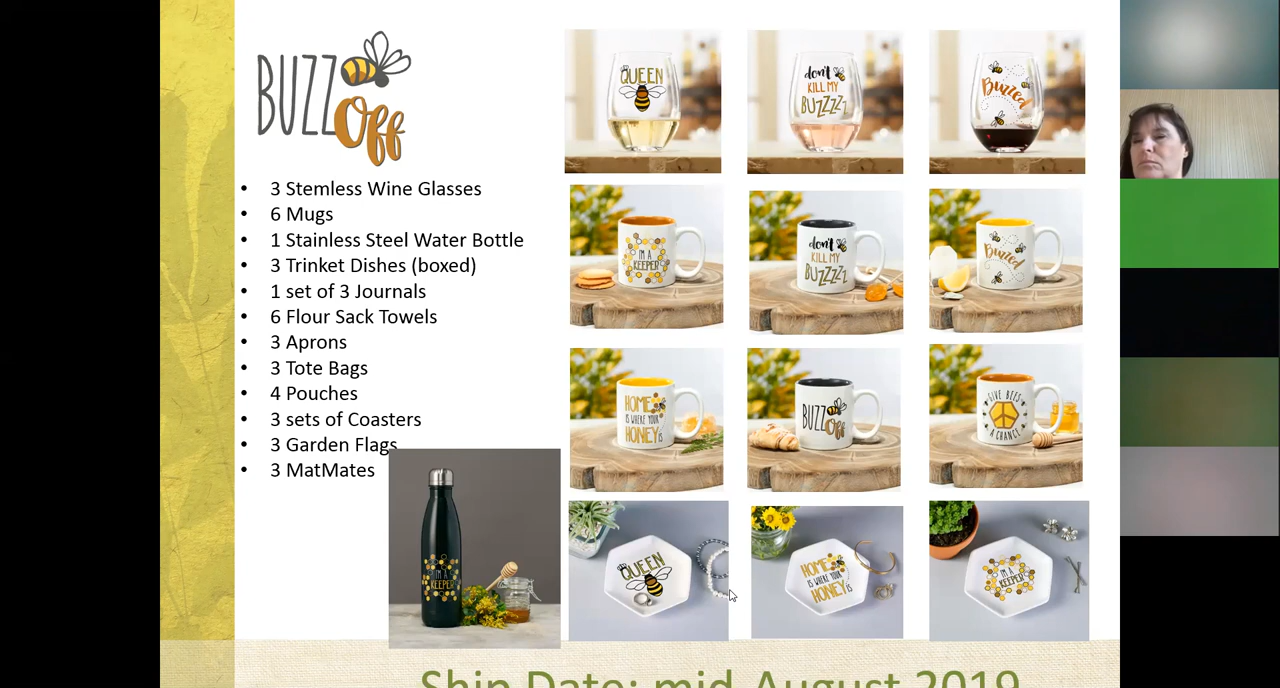 BUZZ
Off
• 3 Stemless Wine Glasses
• 6 Mugs
• 1 Stainless Steel Water Bottle
• 3 Trinket Dishes (boxed)
• 1 set of 3 Journals
• 6 Flour Sack Towels
• 3 Aprons
• 3 Tote Bags
• 4 Pouches
• 3 sets of Coasters
• 3 Garden Flags
• 3 MatMates
QUEEN
don't
KILL MY
BUZZZZ
Buzzed
I'M A
KEEPER
don't
KILL MY
BUZZZZ
Buzzed
HOME
IS WHERE YOUR
HONEY IS
BUZZ
Off
GIVE BEES
A CHANCE
I'M A
KEEPER
QUEEN
HOME
IS WHERE YOUR
HONEY IS
I'M A
KEEPER
Ship Date: mid-August 2019